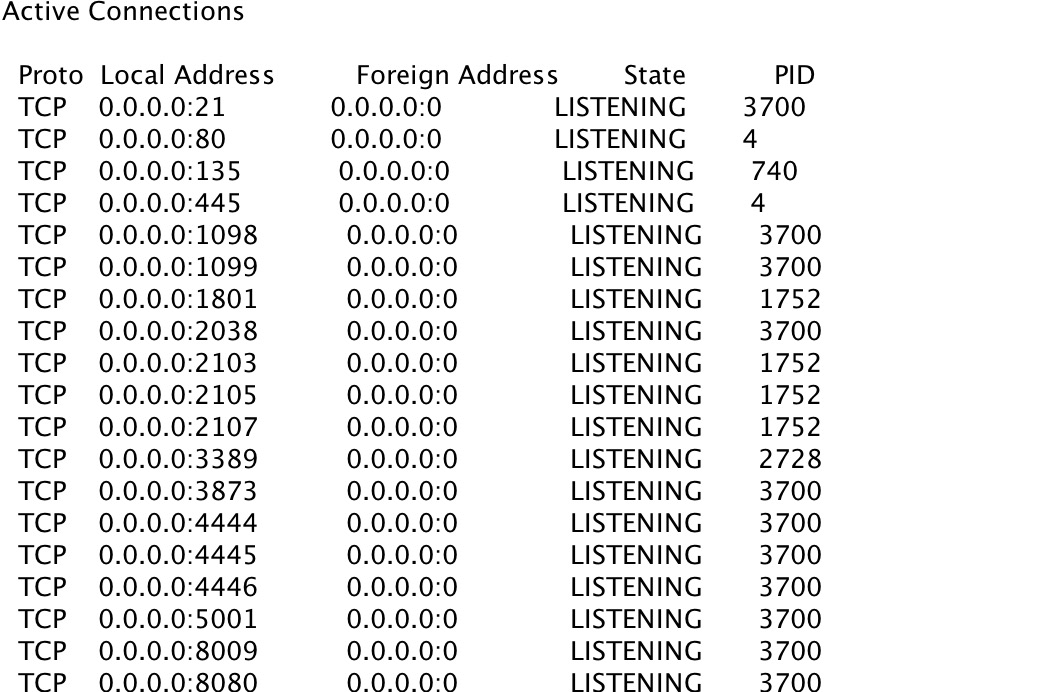 Active Connections
Proto Local Address Foreign Address State PID
TCP 0.0.0.0:21 0.0.0.0:0 LISTENING 3700
TCP 0.0.0.0:80 0.0.0.0:0 LISTENING 4
TCP 0.0.0.0:135 0.0.0.0:0 LISTENING 740
TCP 0.0.0.0:445 0.0.0.0:0 LISTENING 4
TCP 0.0.0.0:1098 0.0.0.0:0 LISTENING 3700
TCP 0.0.0.0:1099 0.0.0.0:0 LISTENING 3700
TCP 0.0.0.0:1801 0.0.0.0:0 LISTENING 1752
TCP 0.0.0.0:2038 0.0.0.0:0 LISTENING 3700
TCP 0.0.0.0:2103 0.0.0.0:0 LISTENING 1752
TCP 0.0.0.0:2105 0.0.0.0:0 LISTENING 1752
TCP 0.0.0.0:2107 0.0.0.0:0 LISTENING 1752
TCP 0.0.0.0:3389 0.0.0.0:0 LISTENING 2728
TCP 0.0.0.0:3873 0.0.0.0:0 LISTENING 3700
TCP 0.0.0.0:4444 0.0.0.0:0 LISTENING 3700
TCP 0.0.0.0:4445 0.0.0.0:0 LISTENING 3700
TCP 0.0.0.0:4446 0.0.0.0:0 LISTENING 3700
TCP 0.0.0.0:5001 0.0.0.0:0 LISTENING 3700
TCP 0.0.0.0:8009 0.0.0.0:0 LISTENING 3700
TCP 0.0.0.0:8080 0.0.0.0:0 LISTENING 3700